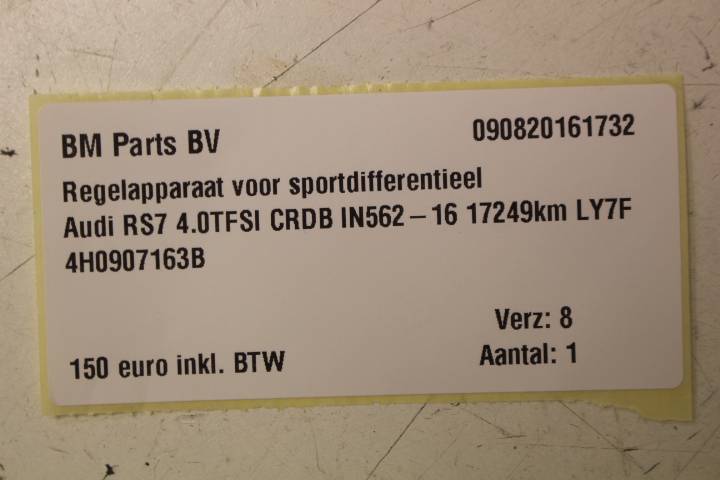 BM Parts BV 090820161732
Regelapparaat voor sportdifferentieel
Audi RS7 4.0TFSI CRDB IN562 – 16 17249km LY7F
4H0907163B
Verz: 8
150 euro inkl. BTW Aantal: 1